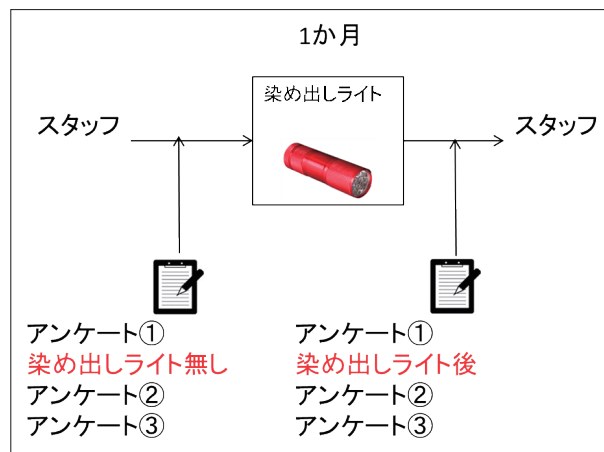 1か月
染め出しライト
スタッフ
スタッフ
アンケート①
染め出しライト無し
アンケート②
アンケート③
アンケート①
染め出しライト後
アンケート②
アンケート③